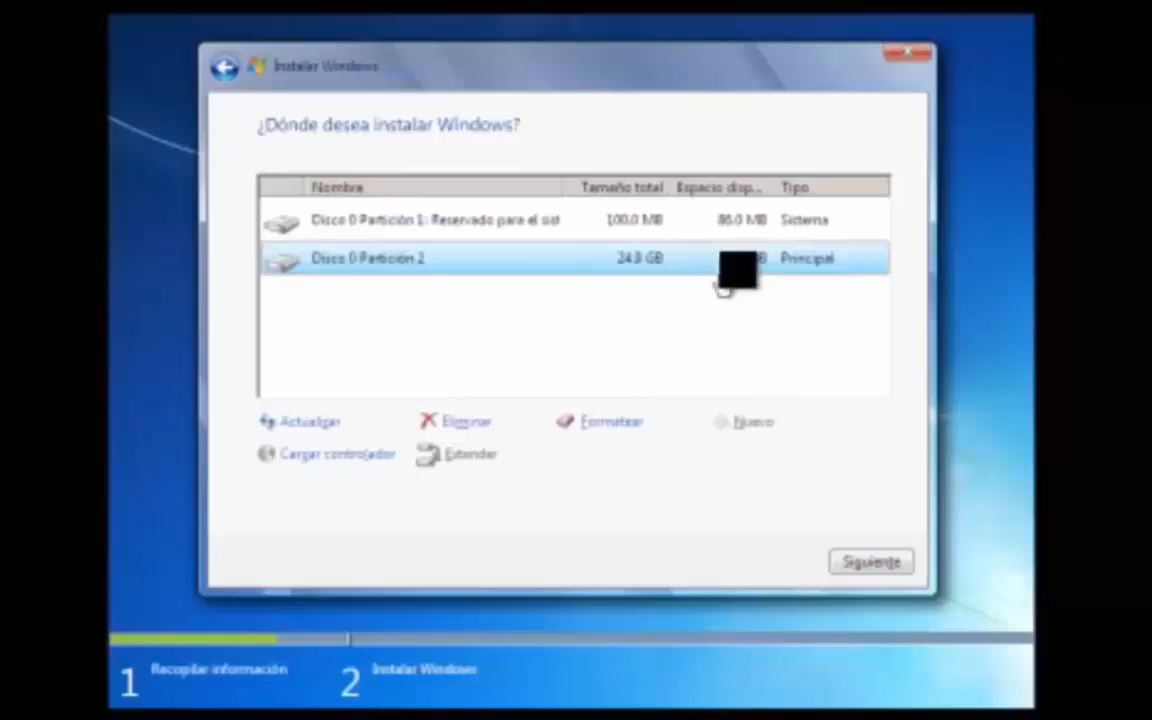 Instalar Windows
¿Dónde desea instalar Windows?
Nombre Tamaño total Espacio disp... Tipo
Disco 0 Partición 1: Reservado para el sist 100.0 MB 86.0 MB Sistema
Disco 0 Partición 2 24.9 GB Principal
Actualizar Eliminar Formatear Nuevo
Cargar controlador Extender
Siguiente
1 Recopilar información 2 Instalar Windows